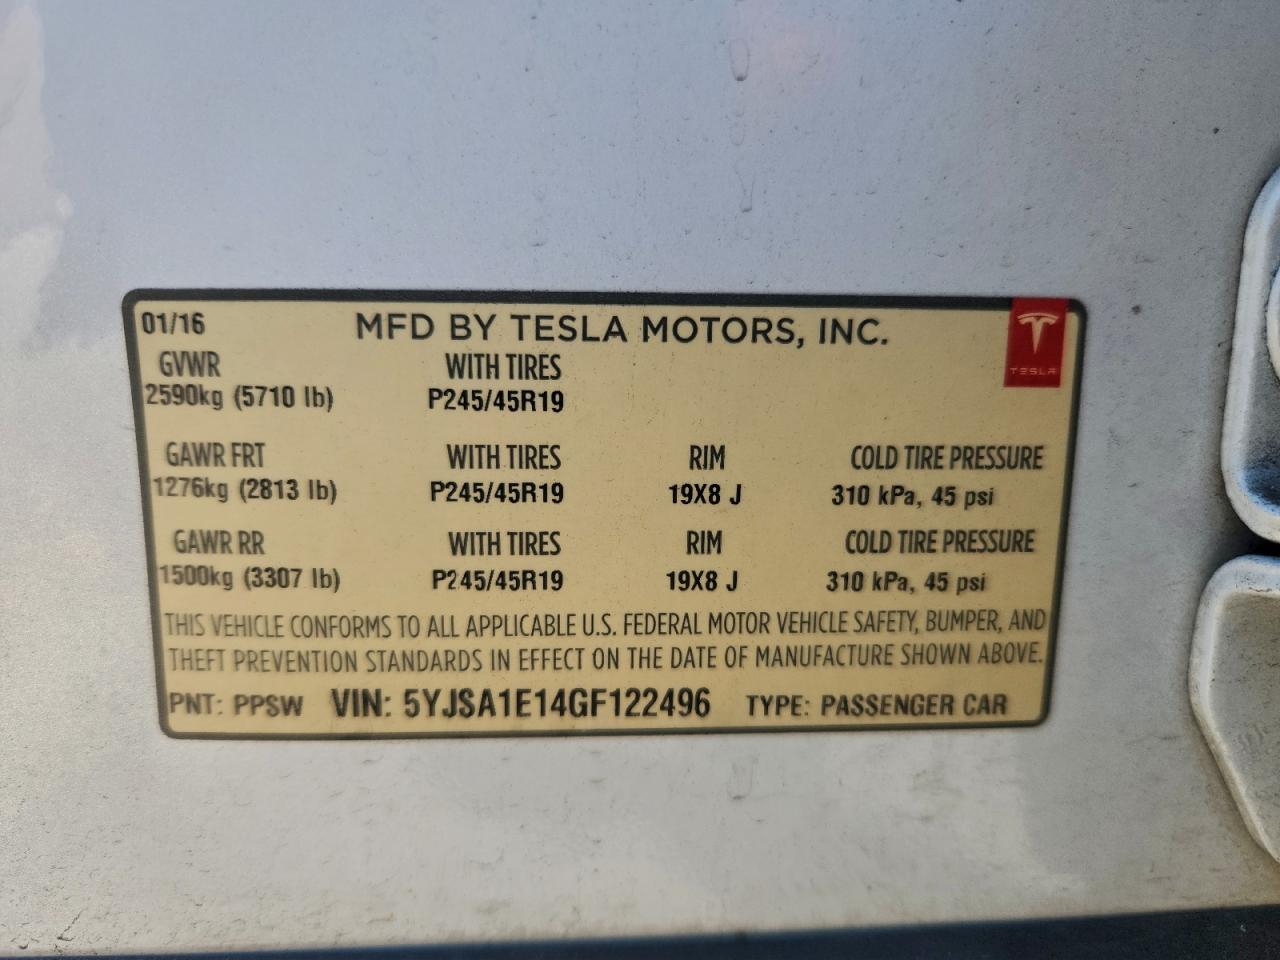 01/16 MFD BY TESLA MOTORS, INC.
TESLA
GVWR WITH TIRES
2590kg (5710 lb) P245/45R19
GAWR FRT WITH TIRES RIM COLD TIRE PRESSURE
1276kg (2813 lb) P245/45R19 19X8 J 310 kPa, 45 psi
GAWR RR WITH TIRES RIM COLD TIRE PRESSURE
1500kg (3307 lb) P245/45R19 19X8 J 310 kPa, 45 psi
THIS VEHICLE CONFORMS TO ALL APPLICABLE U.S. FEDERAL MOTOR VEHICLE SAFETY, BUMPER, AND
THEFT PREVENTION STANDARDS IN EFFECT ON THE DATE OF MANUFACTURE SHOWN ABOVE.
PNT: PPSW VIN: 5YJSA1E14GF122496 TYPE: PASSENGER CAR